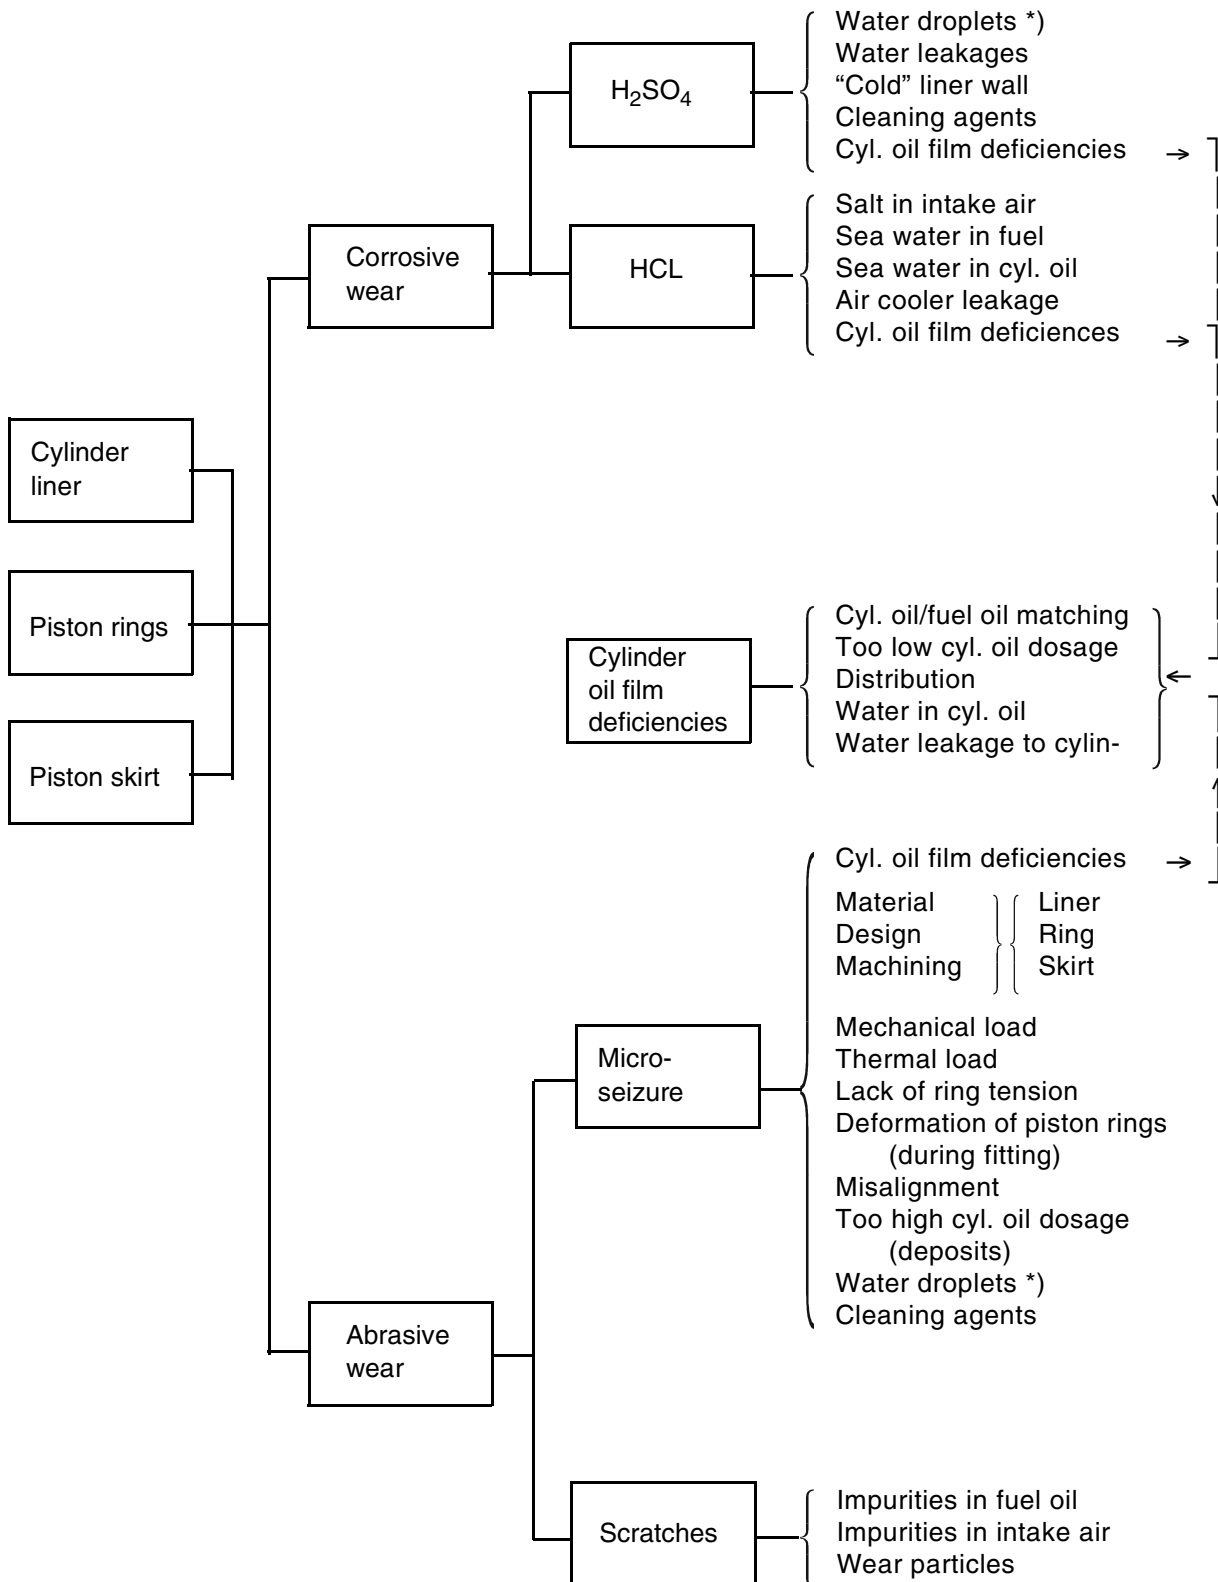 Water droplets *)
Water leakages
“Cold” liner wall
Cleaning agents
Cyl. oil film deficiencies
H₂SO₄
Salt in intake air
Sea water in fuel
Sea water in cyl. oil
Air cooler leakage
Cyl. oil film deficiences
HCL
Corrosive
wear
Cylinder
liner
Piston rings
Piston skirt
Cylinder
oil film
deficiencies
Cyl. oil/fuel oil matching
Too low cyl. oil dosage
Distribution
Water in cyl. oil
Water leakage to cylin-
Cyl. oil film deficiencies
Material
Design
Machining
Liner
Ring
Skirt
Micro-
seizure
Mechanical load
Thermal load
Lack of ring tension
Deformation of piston rings
(during fitting)
Misalignment
Too high cyl. oil dosage
(deposits)
Water droplets *)
Cleaning agents
Abrasive
wear
Scratches
Impurities in fuel oil
Impurities in intake air
Wear particles